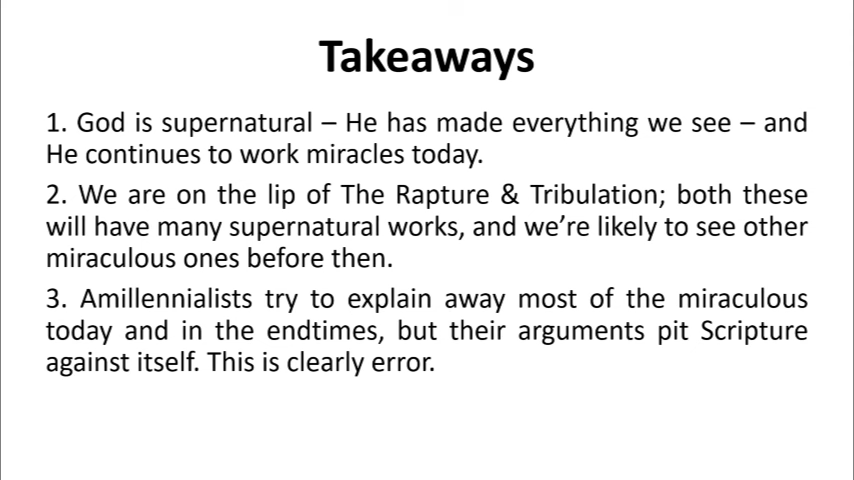 Takeaways
1. God is supernatural – He has made everything we see – and
He continues to work miracles today.
2. We are on the lip of The Rapture & Tribulation; both these
will have many supernatural works, and we’re likely to see other
miraculous ones before then.
3. Amillennialists try to explain away most of the miraculous
today and in the endtimes, but their arguments pit Scripture
against itself. This is clearly error.